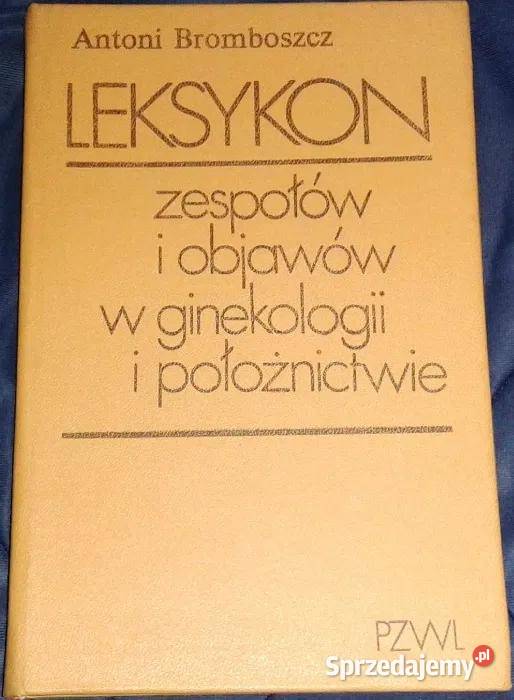 Antoni Bromboszcz
LEKSYKON
zespołów
i objawów
w ginekologii
i położnictwie
PZWL
Sprzedajemy.pl